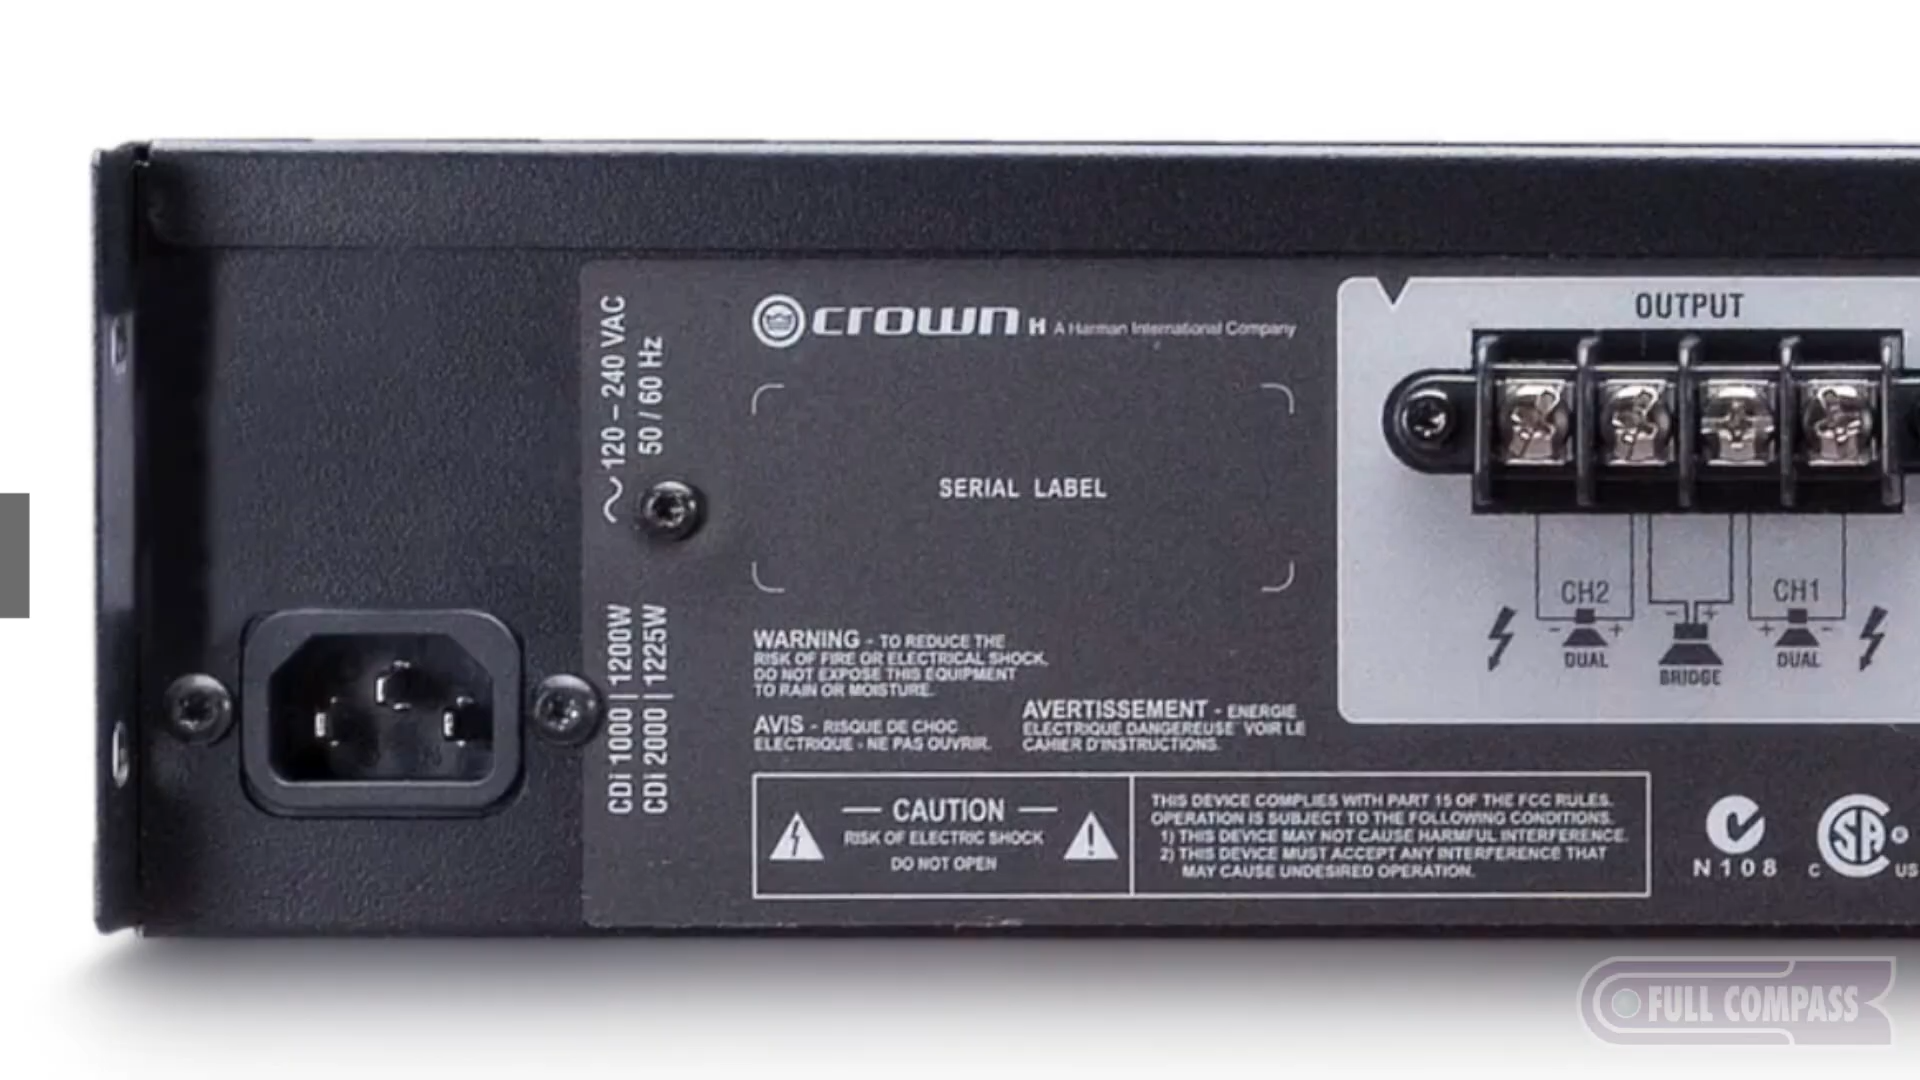 ~ 120 – 240 VAC
50 / 60 Hz
CDi 1000 | 1200W
CDi 2000 | 1225W
crown H A Harman International Company
SERIAL LABEL
WARNING - TO REDUCE THE
RISK OF FIRE OR ELECTRICAL SHOCK,
DO NOT EXPOSE THIS EQUIPMENT
TO RAIN OR MOISTURE.
AVIS - RISQUE DE CHOC
ELECTRIQUE - NE PAS OUVRIR.
AVERTISSEMENT - ENERGIE
ELECTRIQUE DANGEREUSE VOIR LE
CAHIER D'INSTRUCTIONS.
CAUTION
RISK OF ELECTRIC SHOCK
DO NOT OPEN
THIS DEVICE COMPLIES WITH PART 15 OF THE FCC RULES.
OPERATION IS SUBJECT TO THE FOLLOWING CONDITIONS.
1) THIS DEVICE MAY NOT CAUSE HARMFUL INTERFERENCE.
2) THIS DEVICE MUST ACCEPT ANY INTERFERENCE THAT
MAY CAUSE UNDESIRED OPERATION.
OUTPUT
CH2
CH1
- +
- +
+ -
DUAL
BRIDGE
DUAL
N108
C SA ® US
FULL COMPASS